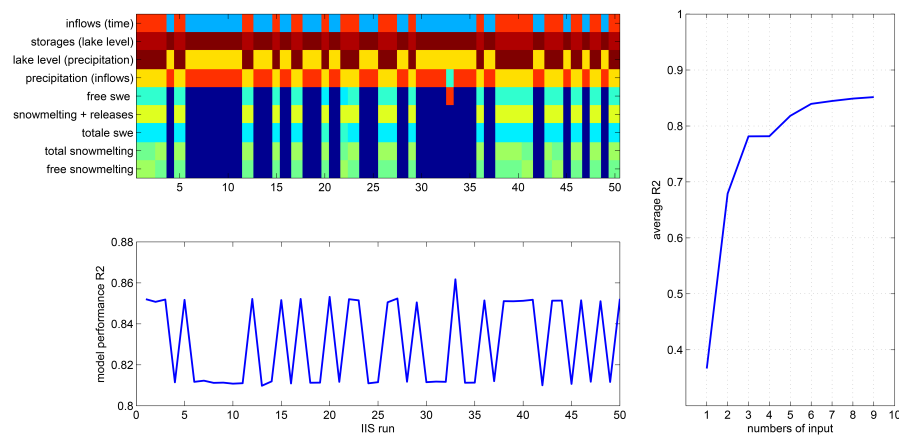 inflows (time)
storages (lake level)
lake level (precipitation)
precipitation (inflows)
free swe
snowmelting + releases
totale swe
total snowmelting
free snowmelting
5 10 15 20 25 30 35 40 45 50
0.88
0.86
0.84
0.82
0.8
model performance R2
0 5 10 15 20 25 30 35 40 45 50
IIS run
1
0.9
0.8
0.7
0.6
0.5
0.4
average R2
1 2 3 4 5 6 7 8 9 10
numbers of input